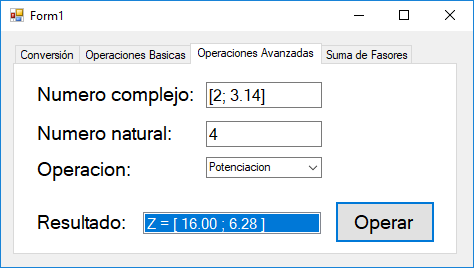 Form1
Conversión Operaciones Basicas Operaciones Avanzadas Suma de Fasores
Numero complejo: [2; 3.14]
Numero natural: 4
Operacion: Potenciacion
Resultado: Z = [ 16.00 ; 6.28 ] Operar